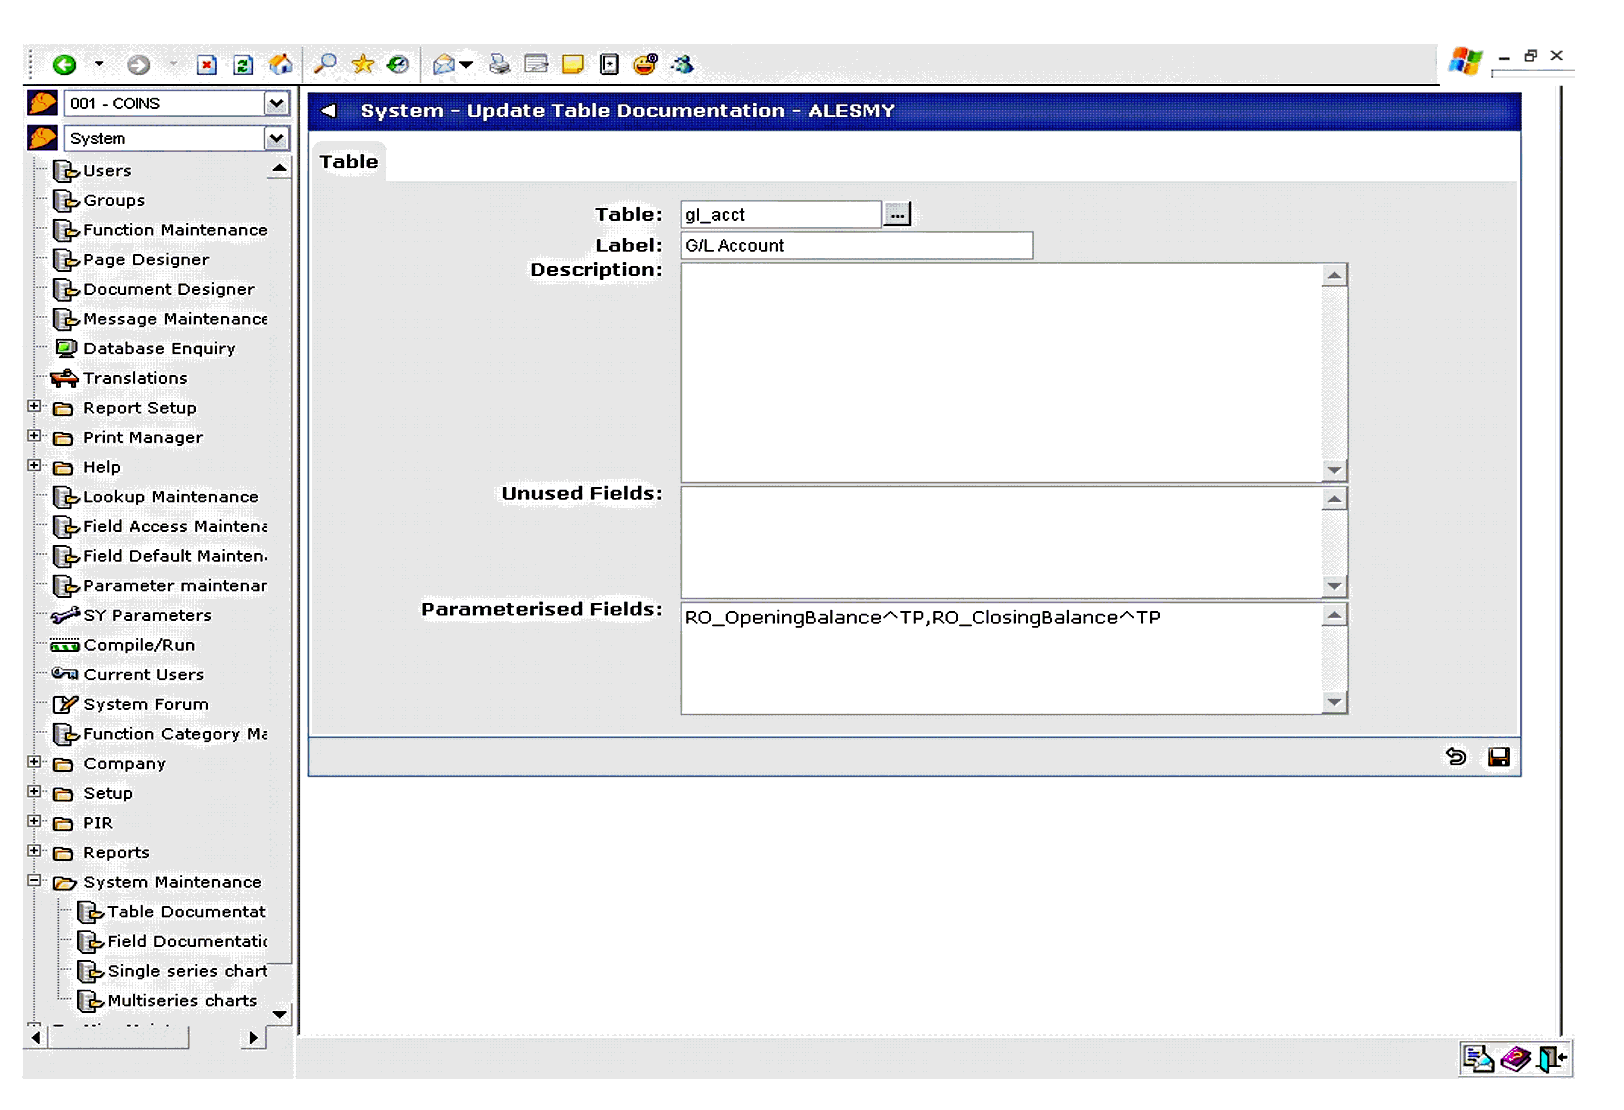 001 - COINS
System
Users
Groups
Function Maintenance
Page Designer
Document Designer
Message Maintenance
Database Enquiry
Translations
Report Setup
Print Manager
Help
Lookup Maintenance
Field Access Maintena
Field Default Mainten
Parameter maintenar
SY Parameters
Compile/Run
Current Users
System Forum
Function Category Ma
Company
Setup
PIR
Reports
System Maintenance
Table Documentat
Field Documentatic
Single series chart
Multiseries charts
System - Update Table Documentation - ALESMY
Table
Table: gl_acct ...
Label: G/L Account
Description:
Unused Fields:
Parameterised Fields: RO_OpeningBalance^TP,RO_ClosingBalance^TP